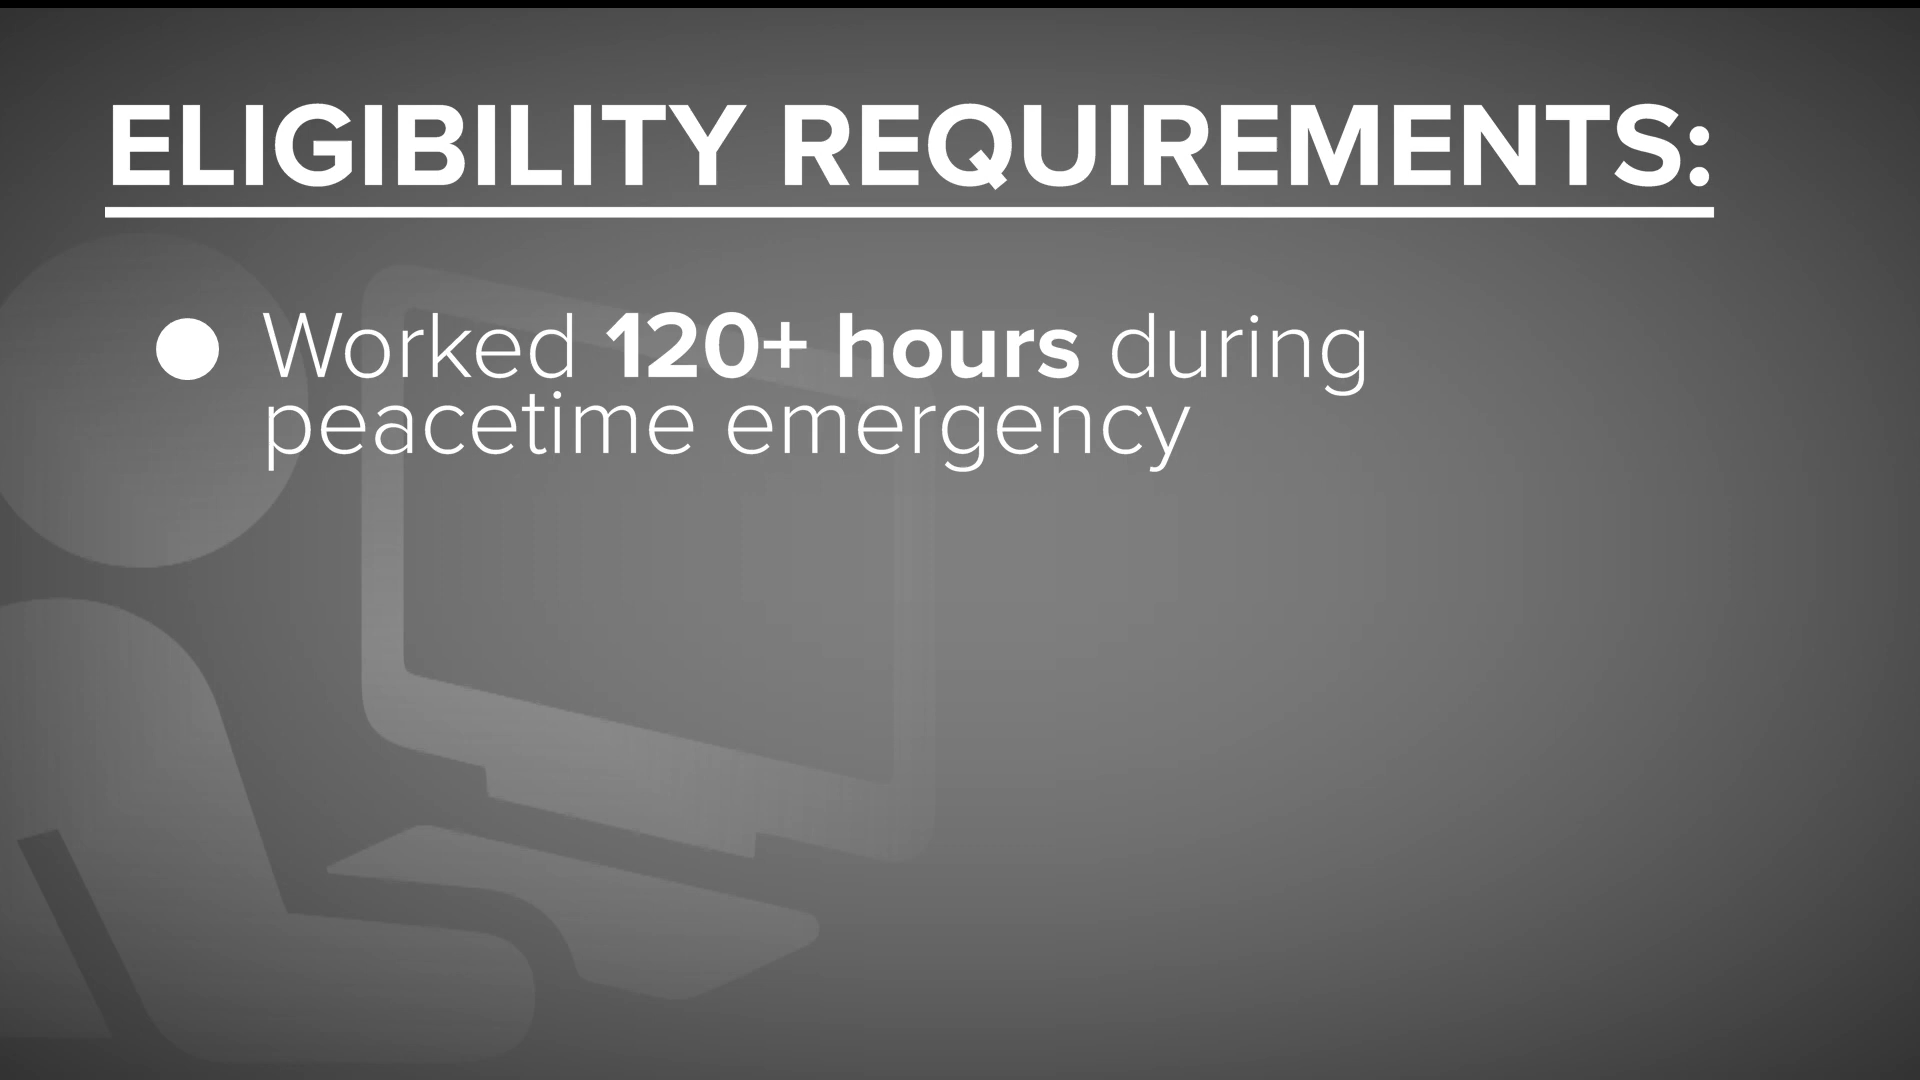 ELIGIBILITY REQUIREMENTS:
● Worked 120+ hours during
peacetime emergency